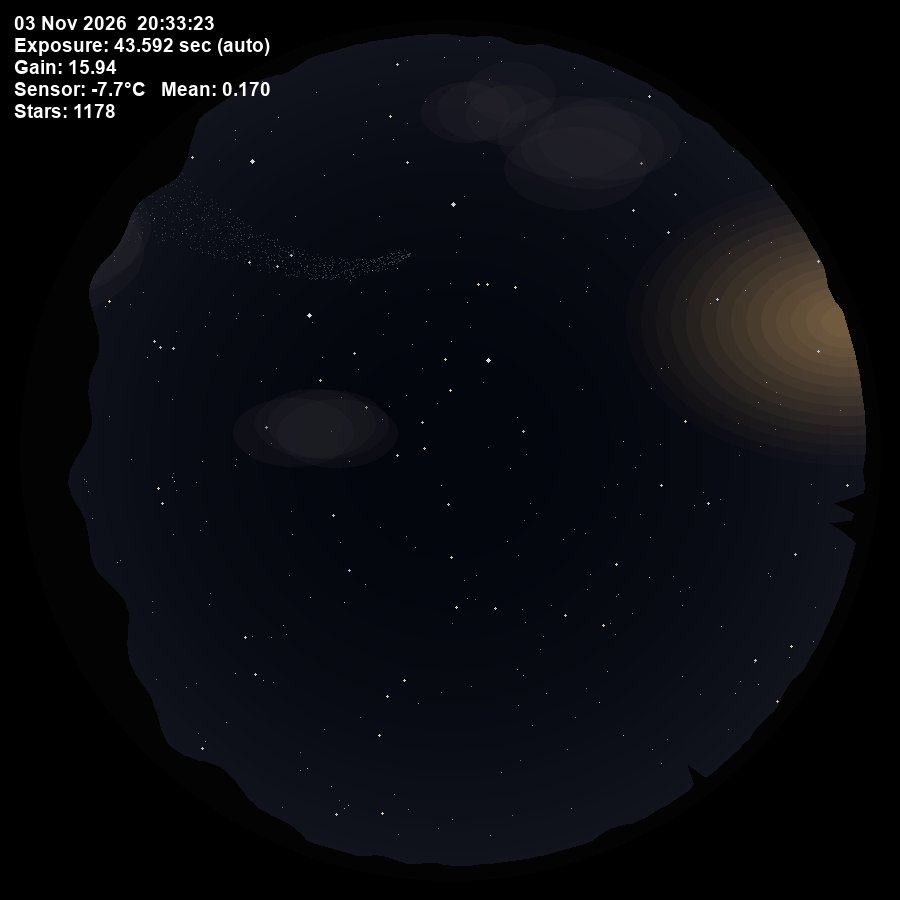 03 Nov 2026  20:33:23
Exposure: 43.592 sec (auto)
Gain: 15.94
Sensor: -7.7°C   Mean: 0.170
Stars: 1178